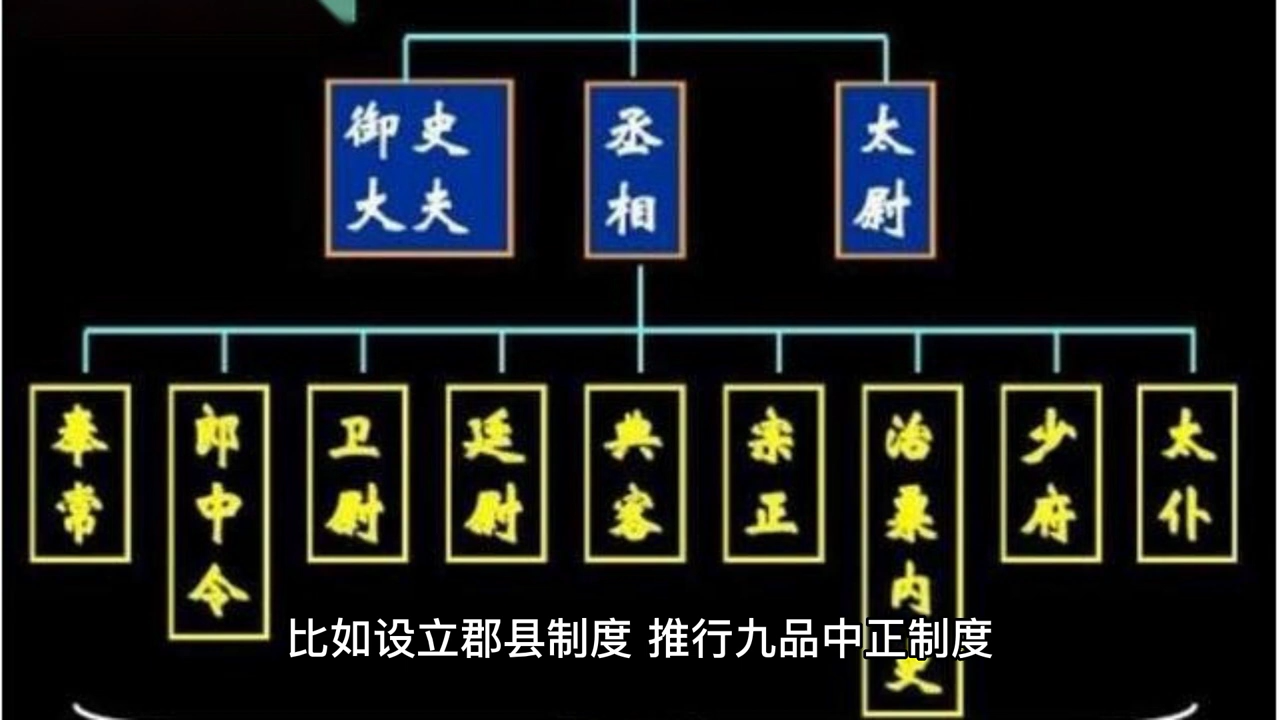 御史
大夫
丞相
太尉
奉常
郎中令
卫尉
廷尉
典客
宗正
治粟内史
少府
太仆
比如设立郡县制度 推行九品中正制度